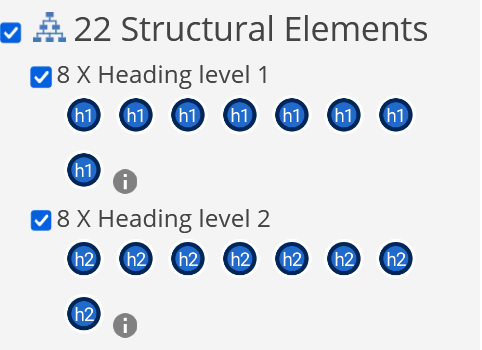 22 Structural Elements
8 X Heading level 1
h1 h1 h1 h1 h1 h1 h1
h1 i
8 X Heading level 2
h2 h2 h2 h2 h2 h2 h2
h2 i